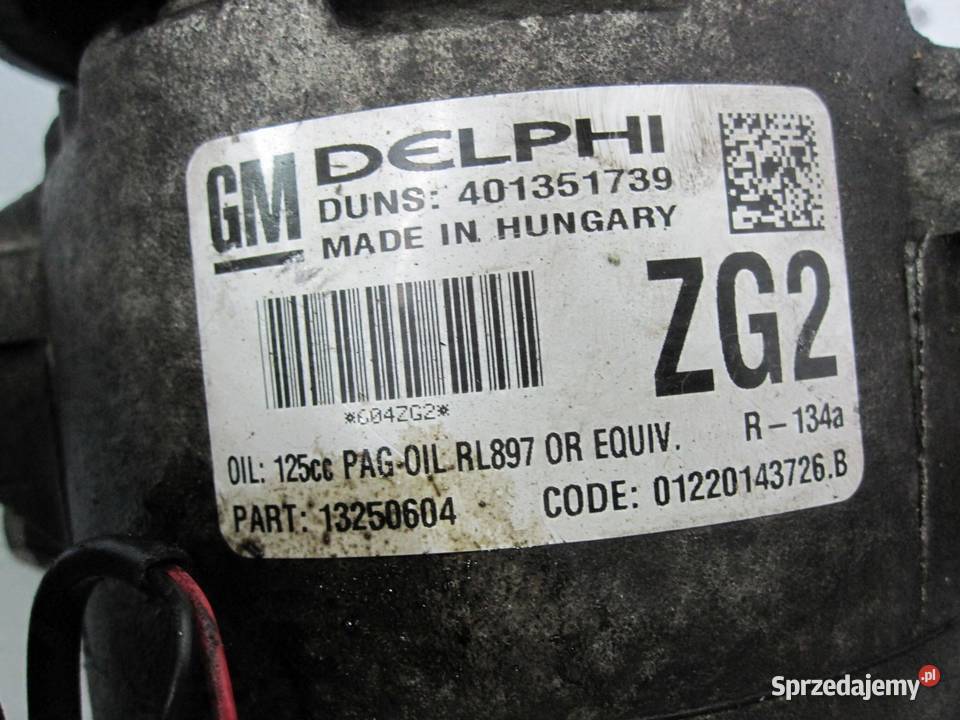 GM DELPHI
DUNS: 401351739
MADE IN HUNGARY
ZG2
*604ZG2*
OIL: 125cc PAG OIL RL897 OR EQUIV.
R-134a
PART: 13250604
CODE: 01220143726.B
Sprzedajemy.pl